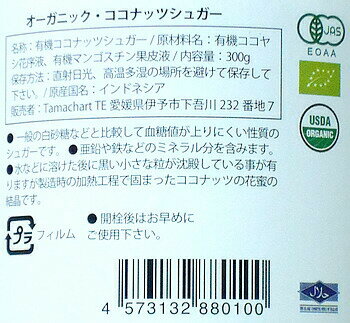 オーガニック・ココナッツシュガー
名称：有機ココナッツシュガー / 原材料名：有機ココヤ
シ花序液、有機マンゴスチン果皮液 / 内容量：300g
保存方法：直射日光、高温多湿の場所を避けて保存して
下さい。/ 原産国名：インドネシア
販売者：Tamachart TE 愛媛県伊予市下吾川 232 番地 7
JAS
EOAA
USDA
ORGANIC
● 一般の白砂糖などと比較して血糖値が上りにくい性質の
シュガーです。● 亜鉛や鉄などのミネラル分を含みます。
● 水などに溶けた後に黒い小さな粒が沈殿している事が有
りますが製造時の加熱工程で固まったココナッツの花蜜の
結晶です。
プラ
フィルム
● 開栓後はお早めに
ご使用下さい。
4 573132 880100
حلال